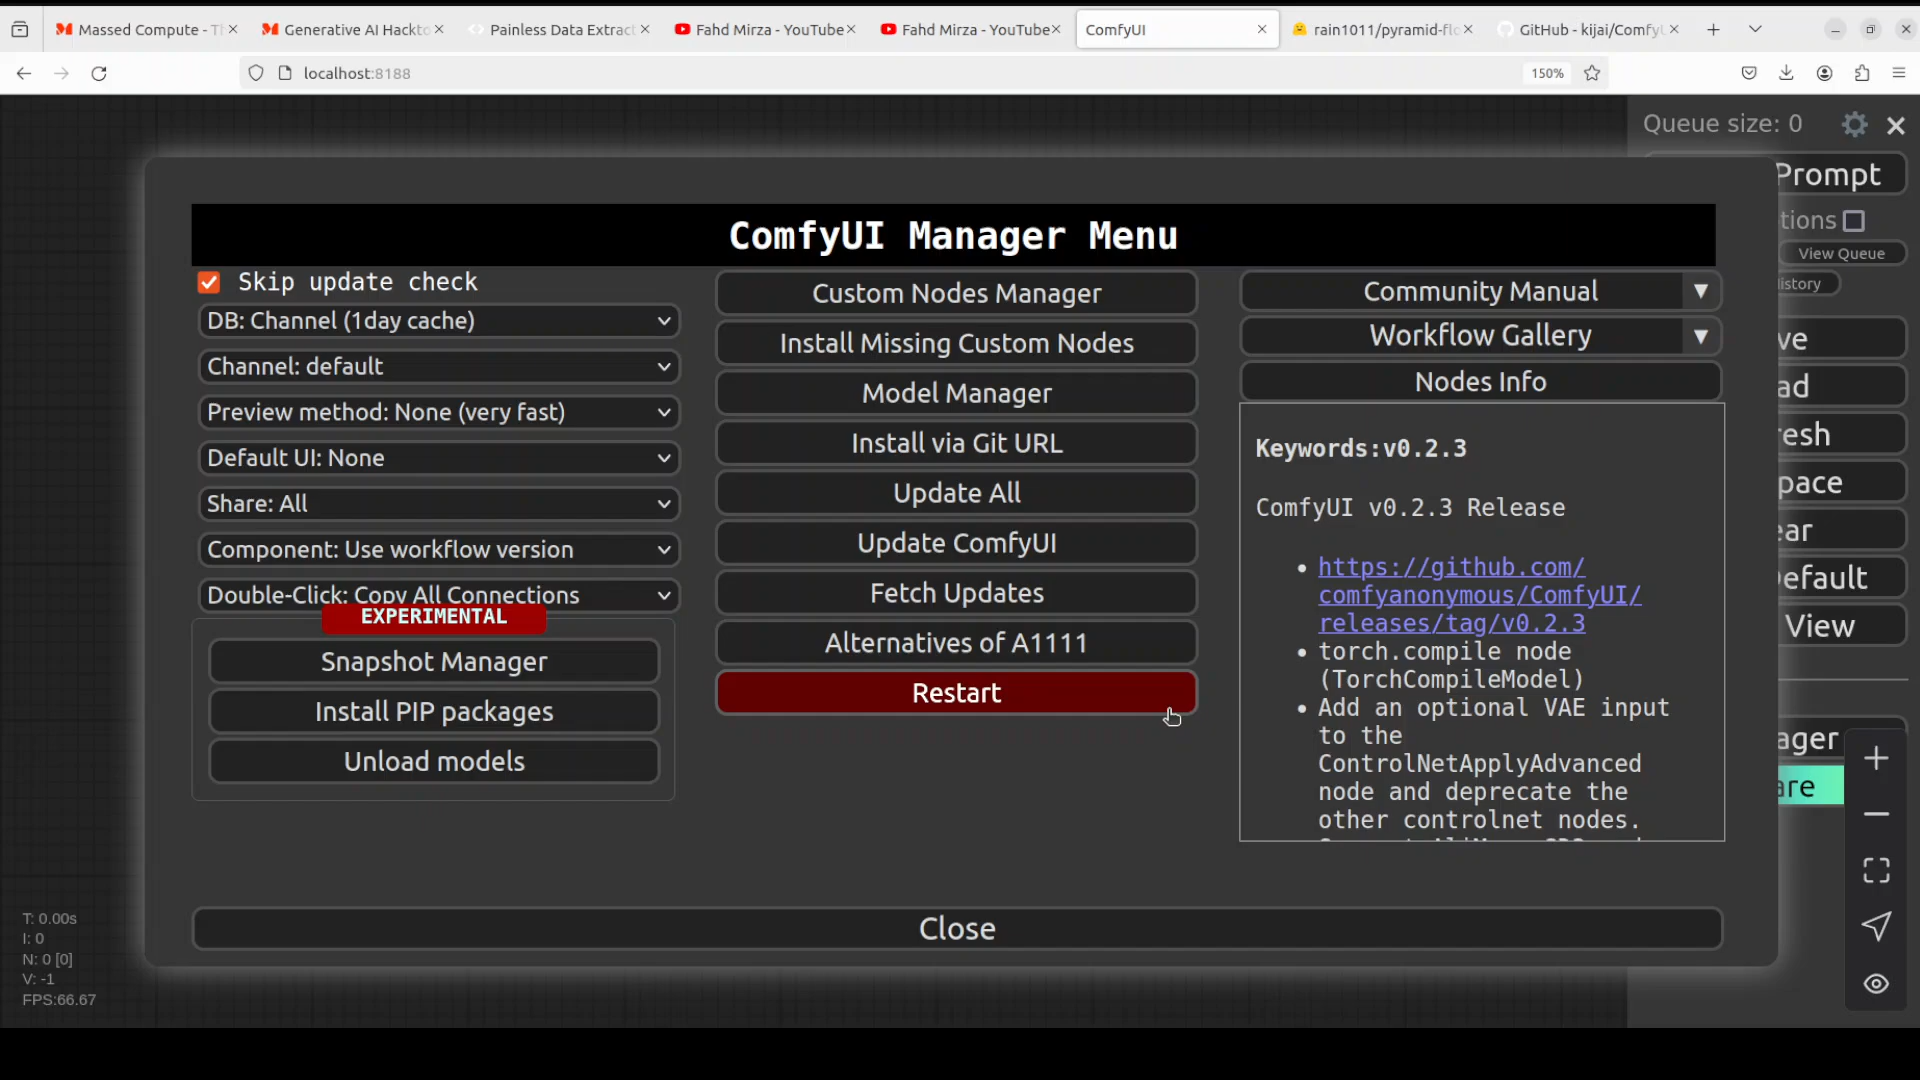 Massed Compute - Th
Generative AI Hackto
Painless Data Extract
Fahd Mirza - YouTube
Fahd Mirza - YouTube
ComfyUI
rain1011/pyramid-flo
GitHub - kijai/ComfyU
localhost:8188
150%
Queue size: 0
Prompt
tions
View Queue
istory
ve
ad
resh
pace
ear
Default
View
ager
are
ComfyUI Manager Menu
Skip update check
DB: Channel (1day cache)
Channel: default
Preview method: None (very fast)
Default UI: None
Share: All
Component: Use workflow version
Double-Click: Copy All Connections
EXPERIMENTAL
Snapshot Manager
Install PIP packages
Unload models
Custom Nodes Manager
Install Missing Custom Nodes
Model Manager
Install via Git URL
Update All
Update ComfyUI
Fetch Updates
Alternatives of A1111
Restart
Community Manual
Workflow Gallery
Nodes Info
Keywords:v0.2.3
ComfyUI v0.2.3 Release
https://github.com/
comfyanonymous/ComfyUI/
releases/tag/v0.2.3
torch.compile node
(TorchCompileModel)
Add an optional VAE input
to the
ControlNetApplyAdvanced
node and deprecate the
other controlnet nodes.
Close
T: 0.00s
I: 0
N: 0 [0]
V: -1
FPS:66.67